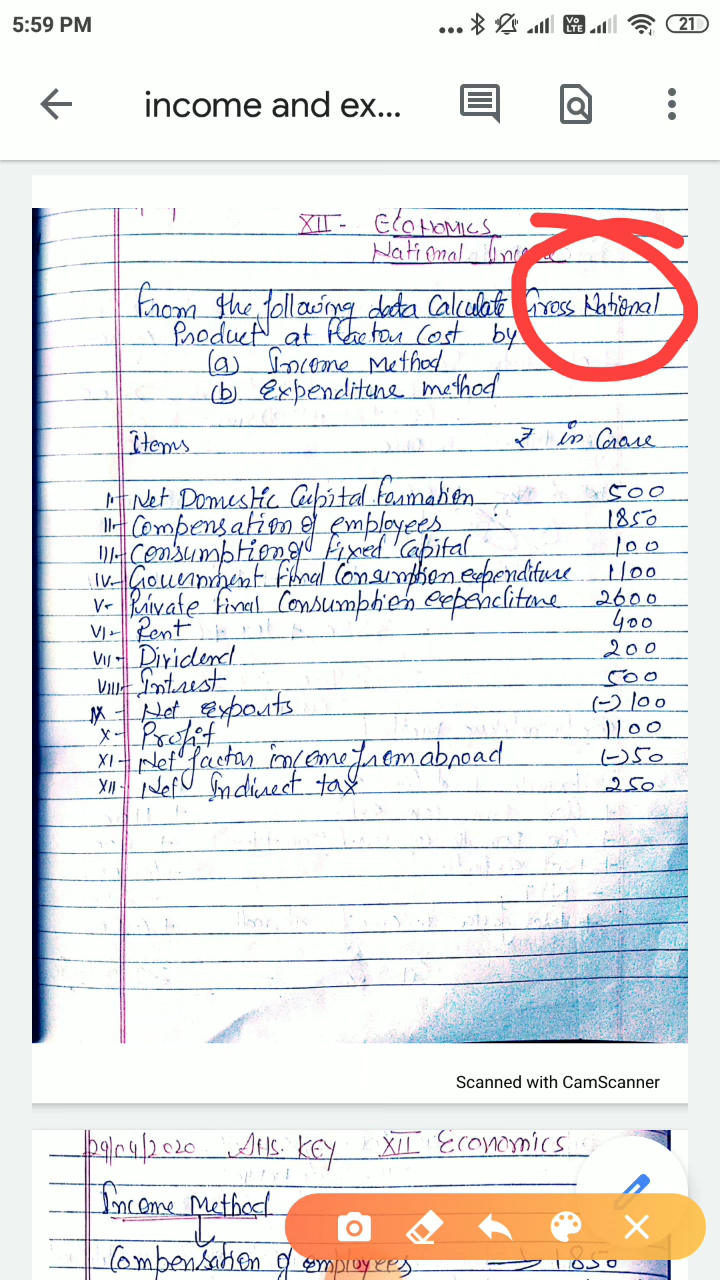 5:59 PM
Vo LTE
21
income and ex...
XII - Economics
National Income
From the following data Calculate Gross National
Product at Factor Cost by
(a) Income Method
(b) Expenditure method
Items ₹ in Crore
I - Net Domestic Capital formation 500
II - Compensation of employees 1850
III - Consumption of Fixed Capital 100
IV - Government final Consumption expenditure 1100
V - Private final Consumption expenditure 2600
VI - Rent 400
VII - Dividend 200
VIII - Intrest 500
IX - Net exports (-) 100
X - Profit 1100
XI - Net factor income from abroad (-) 50
XII - Net Indirect tax 250
Scanned with CamScanner
29/04/2020 ANS. KEY XII Economics
Income Method
Compensation of employees → 1850